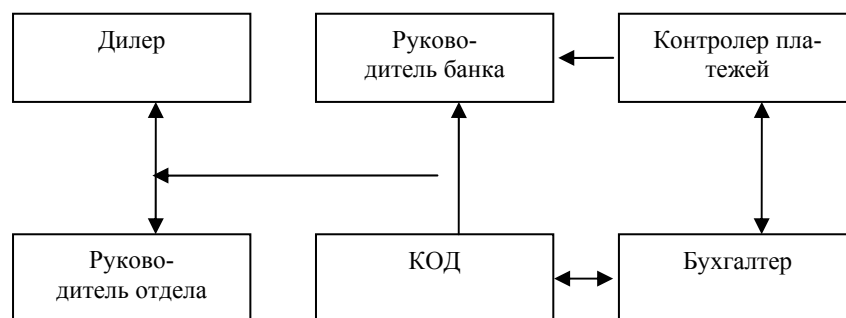 Дилер
Руково-
дитель банка
Контролер пла-
тежей
Руково-
дитель отдела
КОД
Бухгалтер